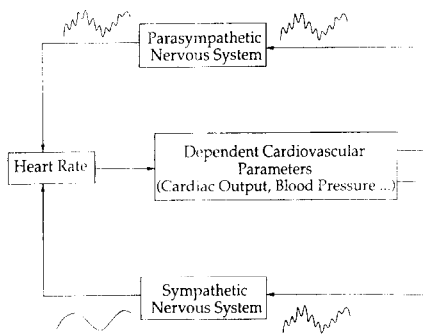 Parasympathetic
Nervous System
Heart Rate
Dependent Cardiovascular
Parameters
(Cardiac Output, Blood Pressure ...)
Sympathetic
Nervous System